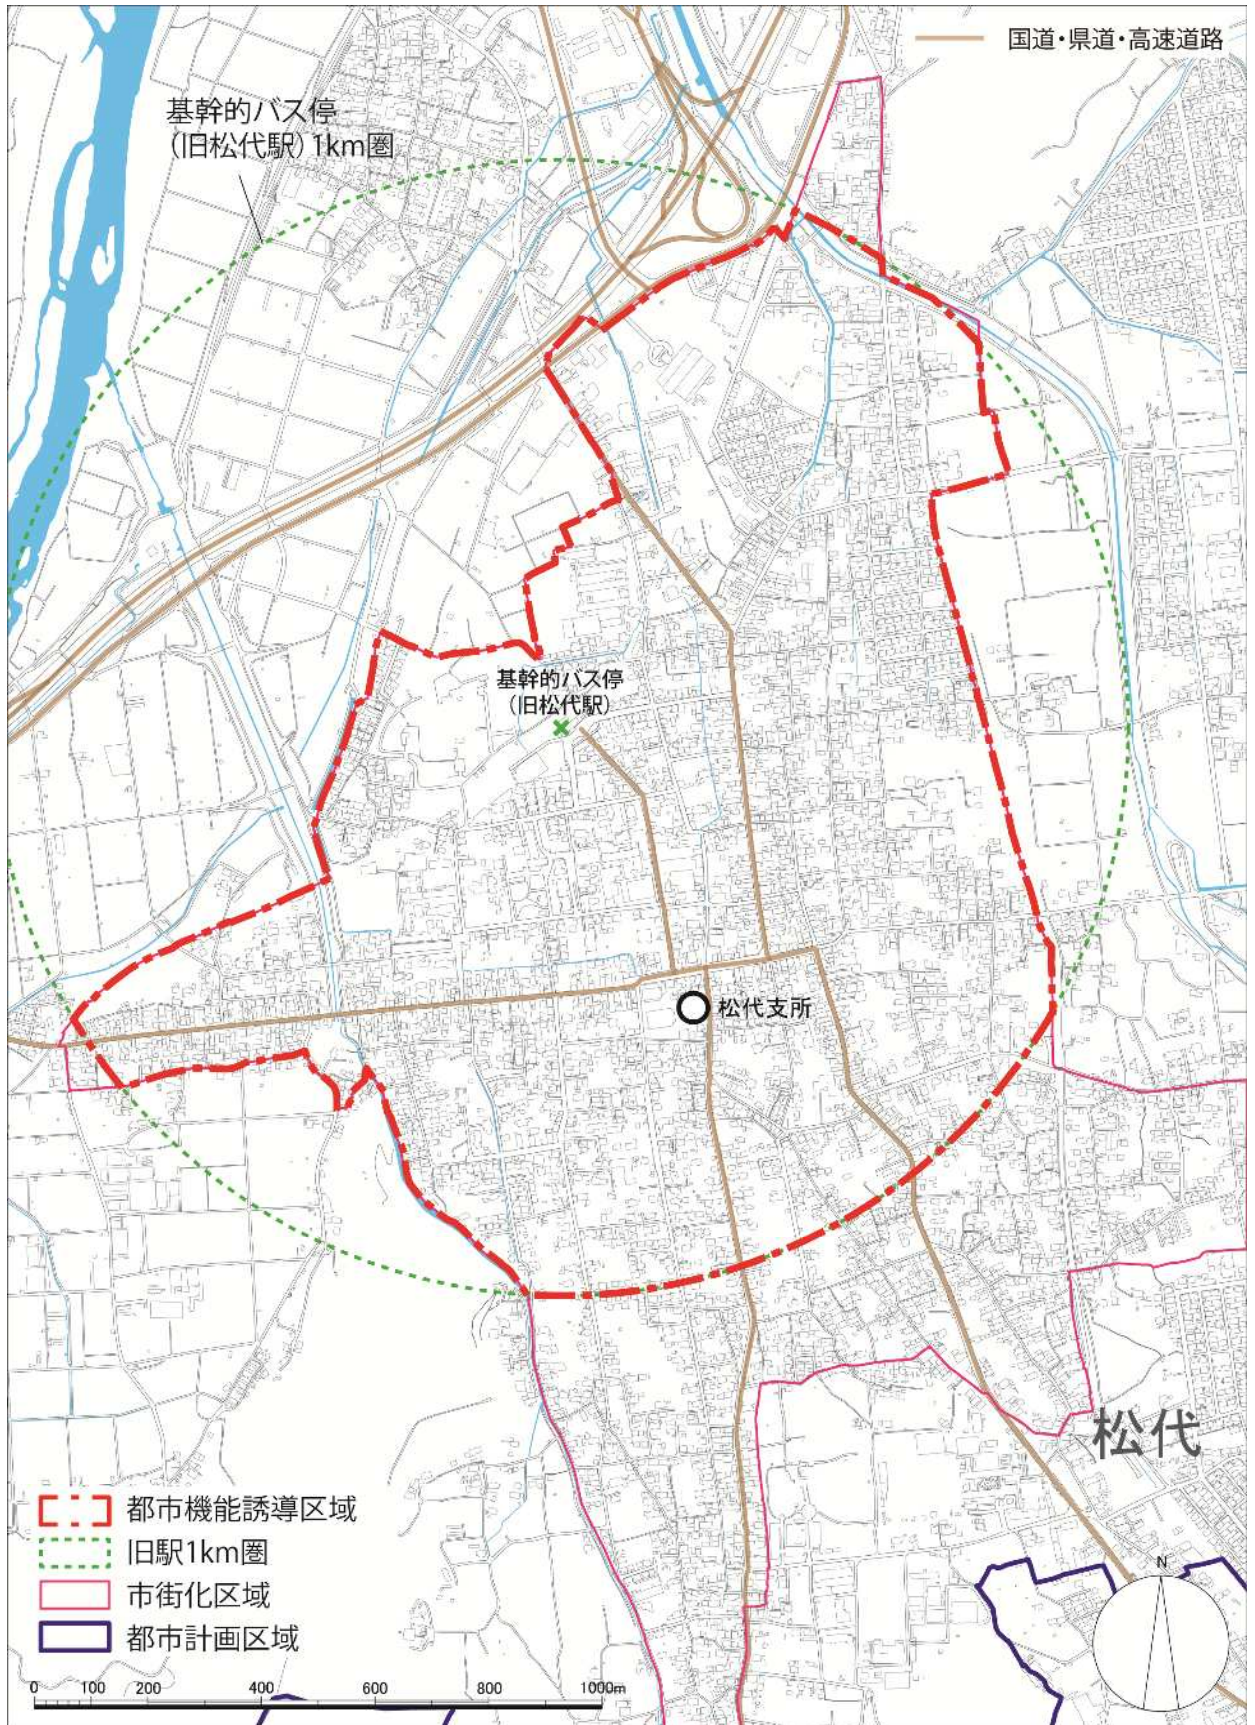 国道・県道・高速道路
基幹的バス停
(旧松代駅)1km圏
基幹的バス停
(旧松代駅)
松代支所
松代
都市機能誘導区域
旧駅1km圏
市街化区域
都市計画区域
N
0 100 200 400 600 800 1000m